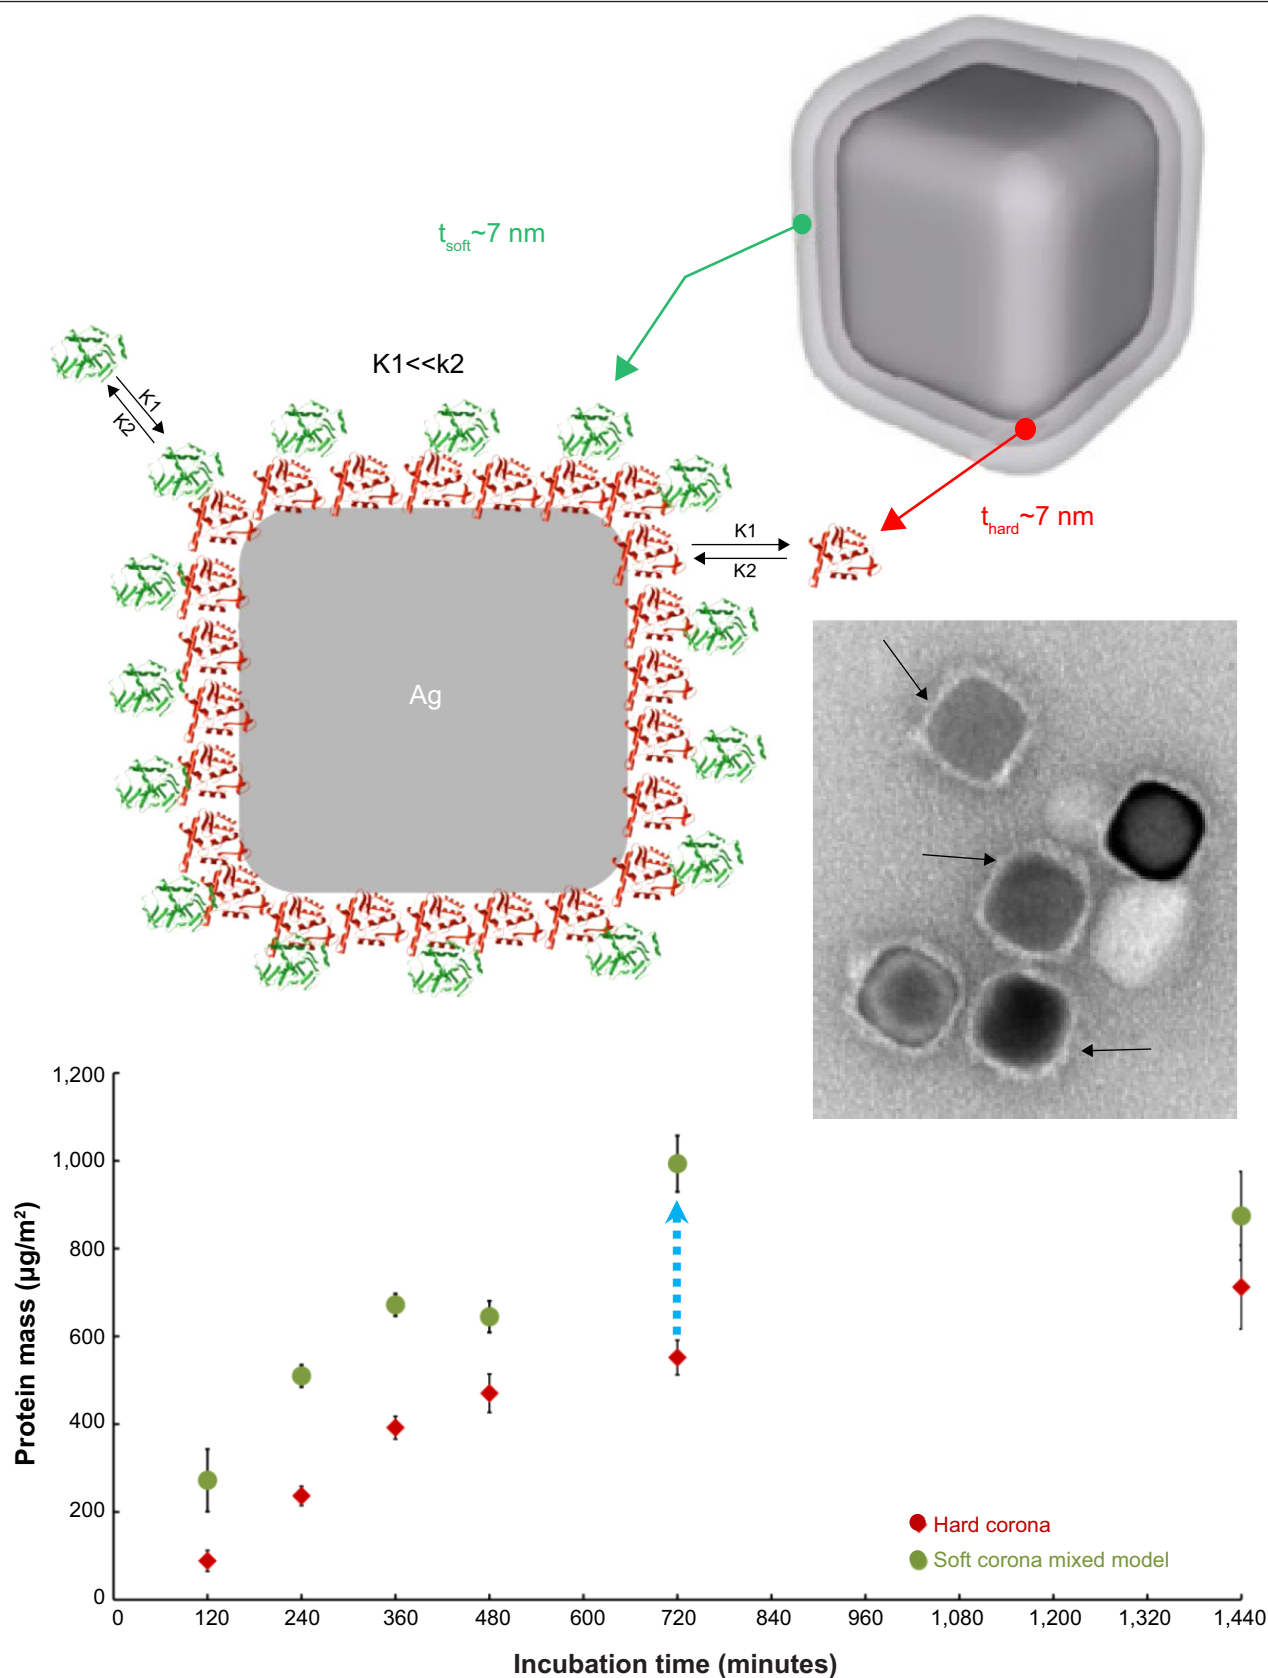 t_soft~7 nm
K1<<k2
K1
K2
K1
K2
t_hard~7 nm
Ag
1,200
1,000
800
600
400
200
0
Protein mass (µg/m²)
Hard corona
Soft corona mixed model
0 120 240 360 480 600 720 840 960 1,080 1,200 1,320 1,440
Incubation time (minutes)